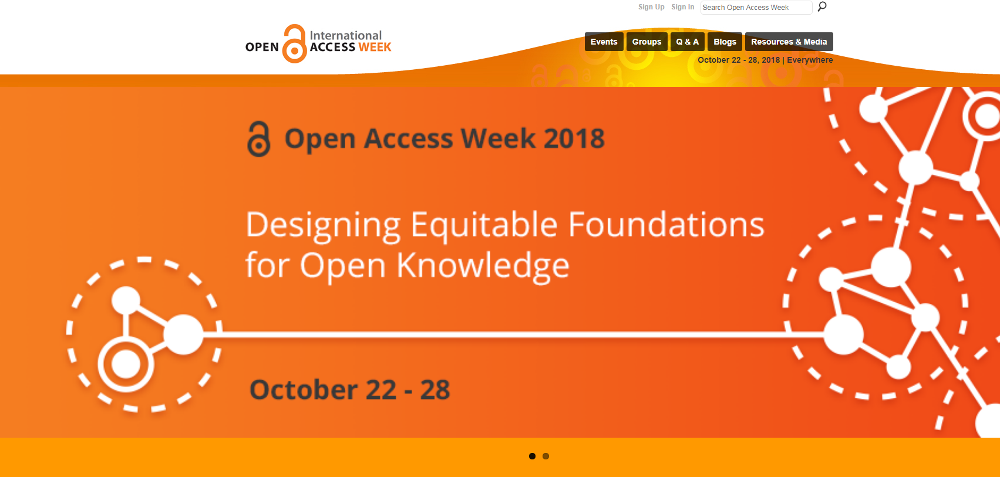 Sign Up Sign In Search Open Access Week
International
OPEN ACCESS WEEK
Events Groups Q & A Blogs Resources & Media
October 22 - 28, 2018 | Everywhere
Open Access Week 2018
Designing Equitable Foundations
for Open Knowledge
October 22 - 28